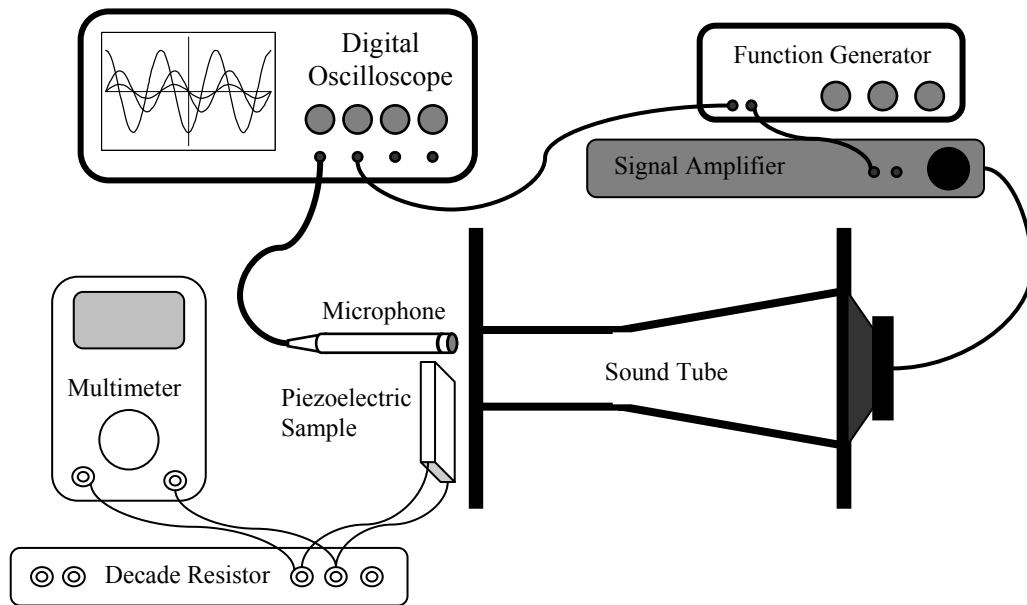 Digital
Oscilloscope
Function Generator
Signal Amplifier
Microphone
Multimeter
Piezoelectric
Sample
Sound Tube
Decade Resistor